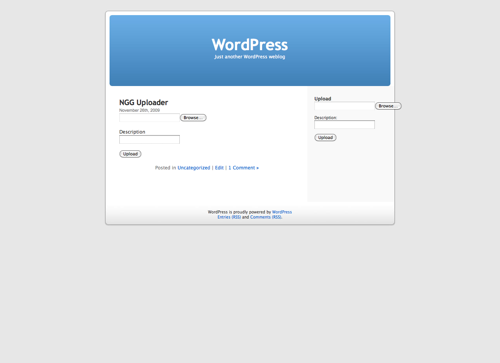 WordPress
Just another WordPress weblog
NGG Uploader
November 26th, 2008
Browse...
Description
Upload
Posted in Uncategorized | Edit | 1 Comment »
Upload
Browse...
Description
Upload
WordPress is proudly powered by WordPress
Entries (RSS) and Comments (RSS).